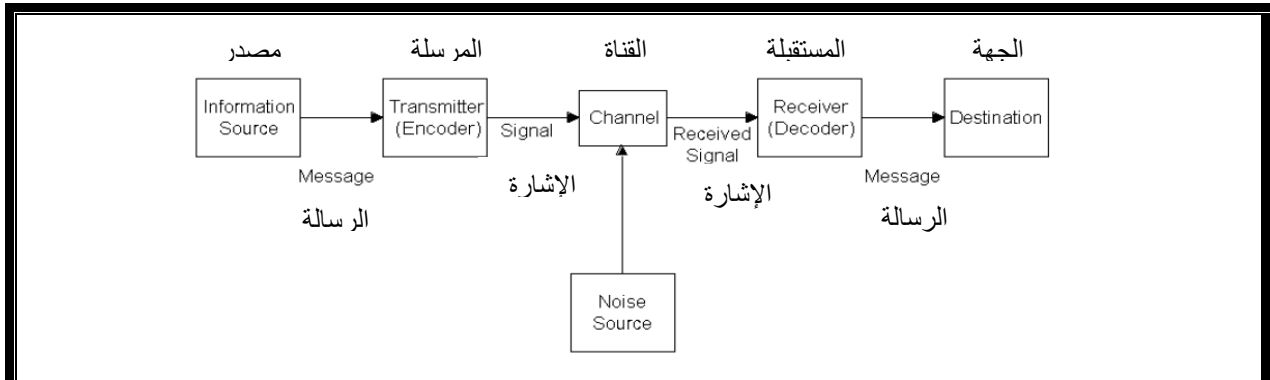 مصدر
المرسلة
القناة
المستقبلة
الجهة
Information
Source
Transmitter
(Encoder)
Signal
Channel
Received
Signal
Receiver
(Decoder)
Destination
Message
Message
الإشارة
الإشارة
الرسالة
الرسالة
Noise
Source